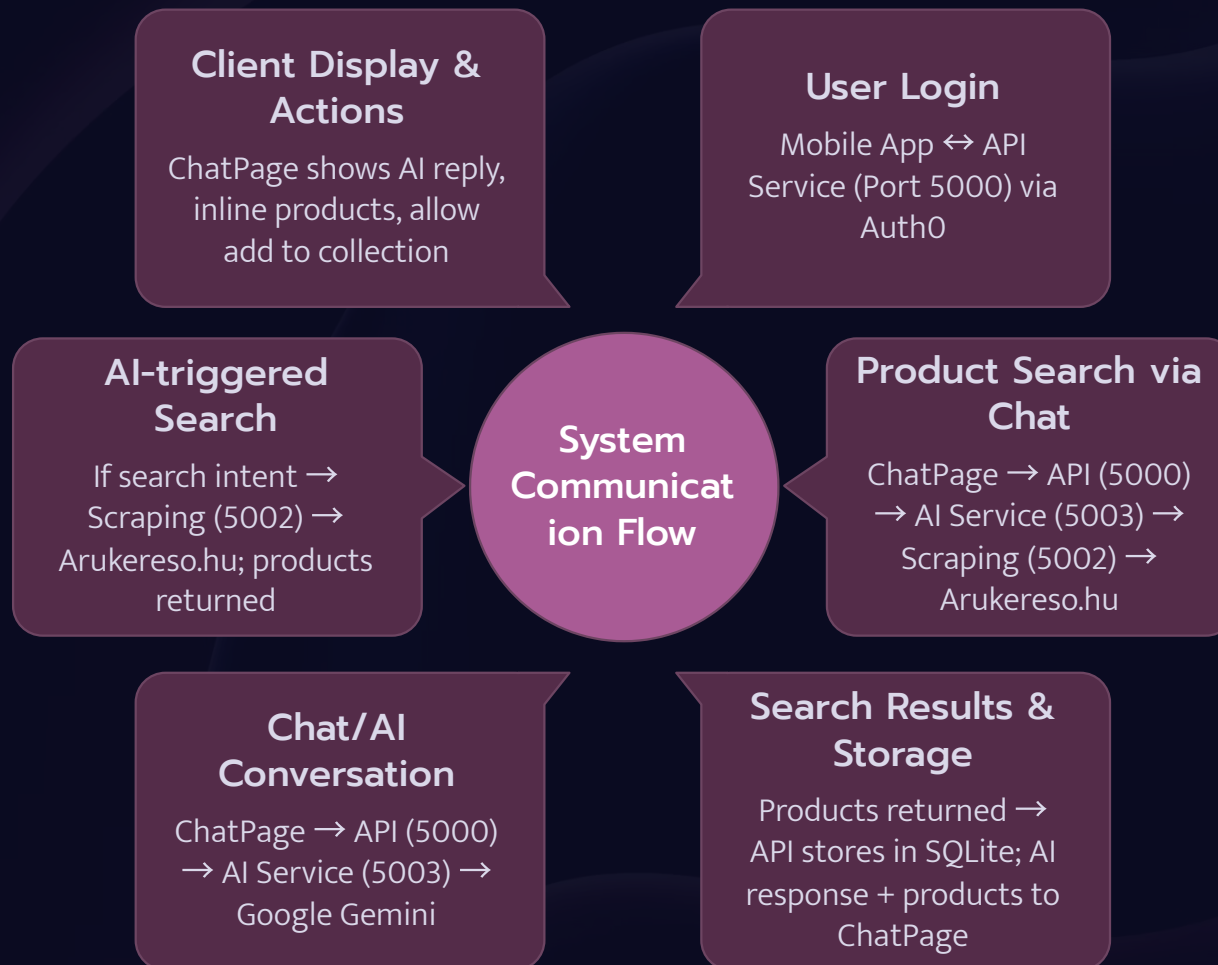 Client Display &
Actions
ChatPage shows AI reply,
inline products, allow
add to collection
User Login
Mobile App ↔ API
Service (Port 5000) via
Auth0
AI-triggered
Search
If search intent →
Scraping (5002) →
Arukereso.hu; products
returned
System
Communicat
ion Flow
Product Search via
Chat
ChatPage → API (5000)
→ AI Service (5003) →
Scraping (5002) →
Arukereso.hu
Chat/AI
Conversation
ChatPage → API (5000)
→ AI Service (5003) →
Google Gemini
Search Results &
Storage
Products returned →
API stores in SQLite; AI
response + products to
ChatPage